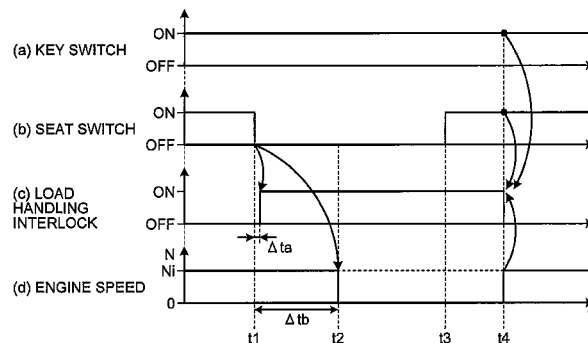 ON
(a) KEY SWITCH
OFF
ON
(b) SEAT SWITCH
OFF
ON
(c) LOAD
HANDLING
INTERLOCK
OFF
Δta
N
Ni
(d) ENGINE SPEED
0
Δtb
t1 t2 t3 t4